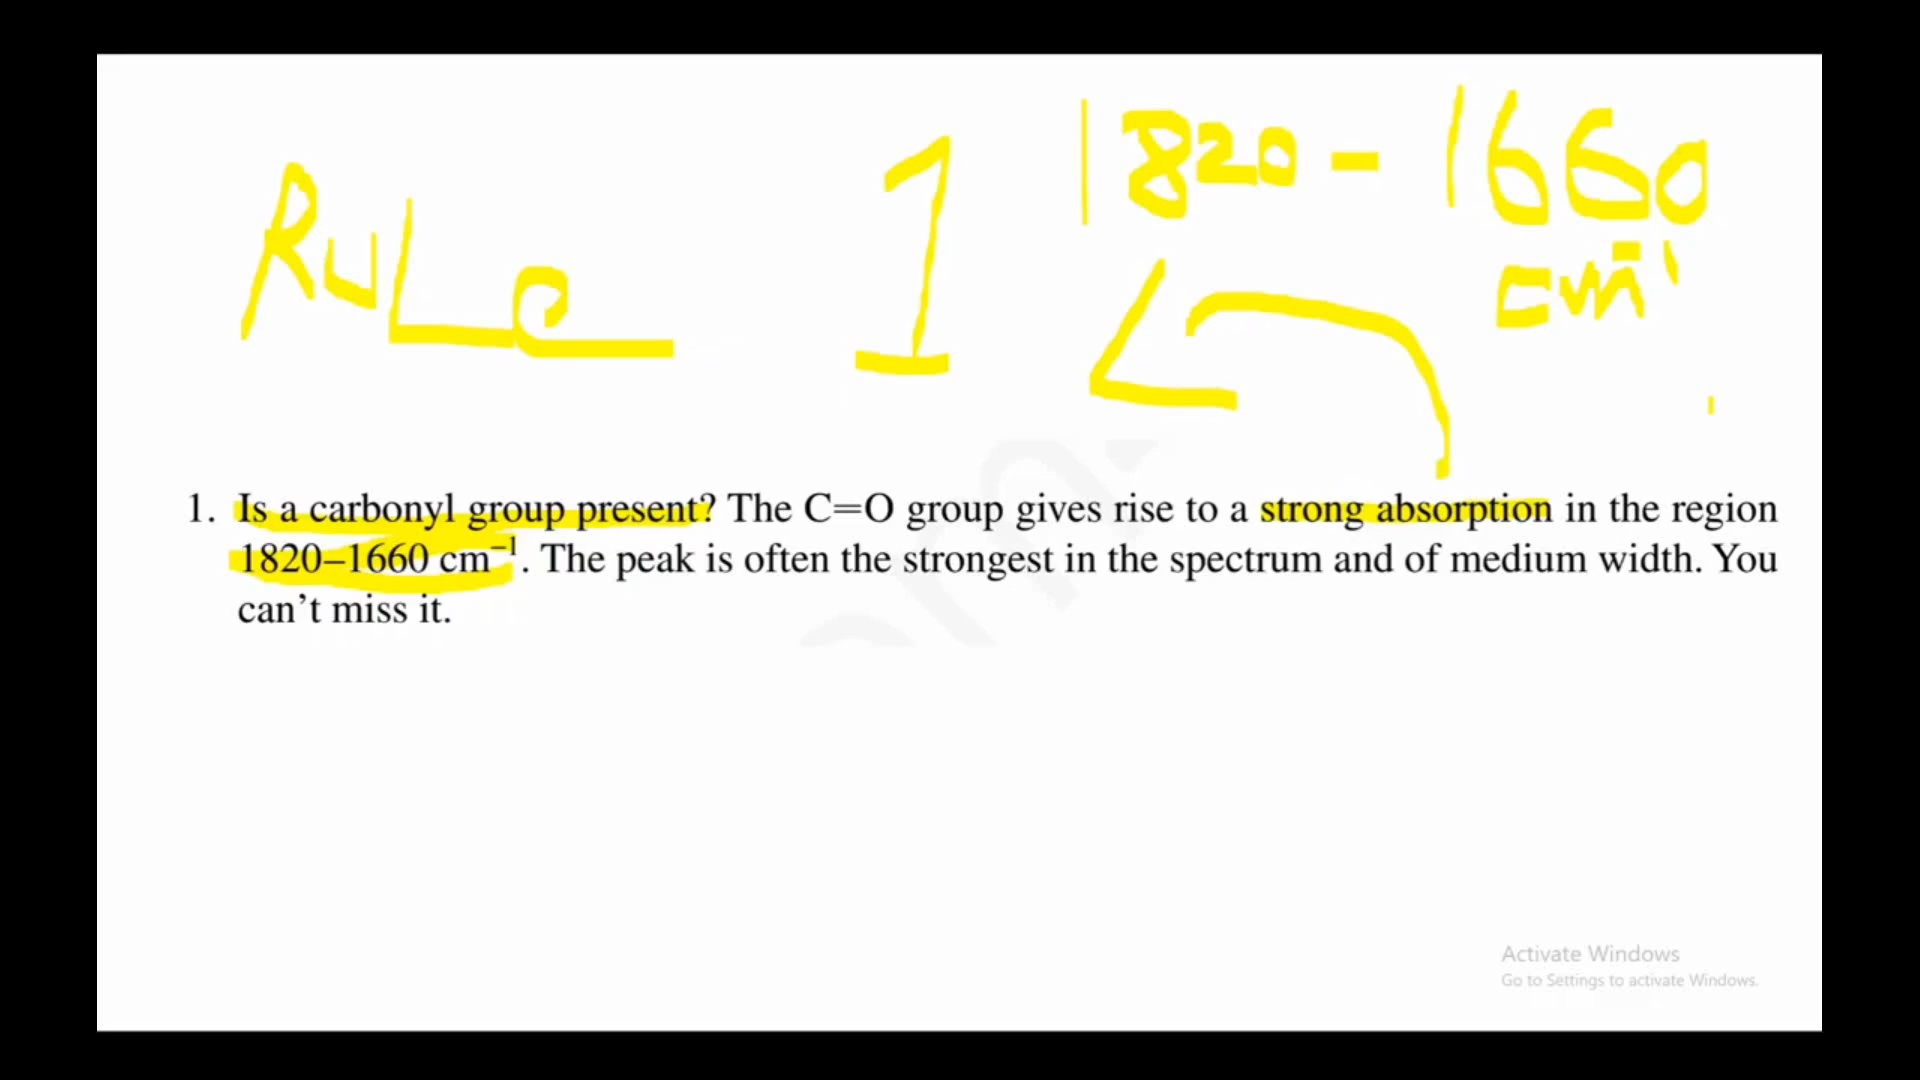 RuLe 1 1820 - 1660
cm⁻¹
1. Is a carbonyl group present? The C=O group gives rise to a strong absorption in the region
1820–1660 cm⁻¹. The peak is often the strongest in the spectrum and of medium width. You
can’t miss it.
Activate Windows
Go to Settings to activate Windows.